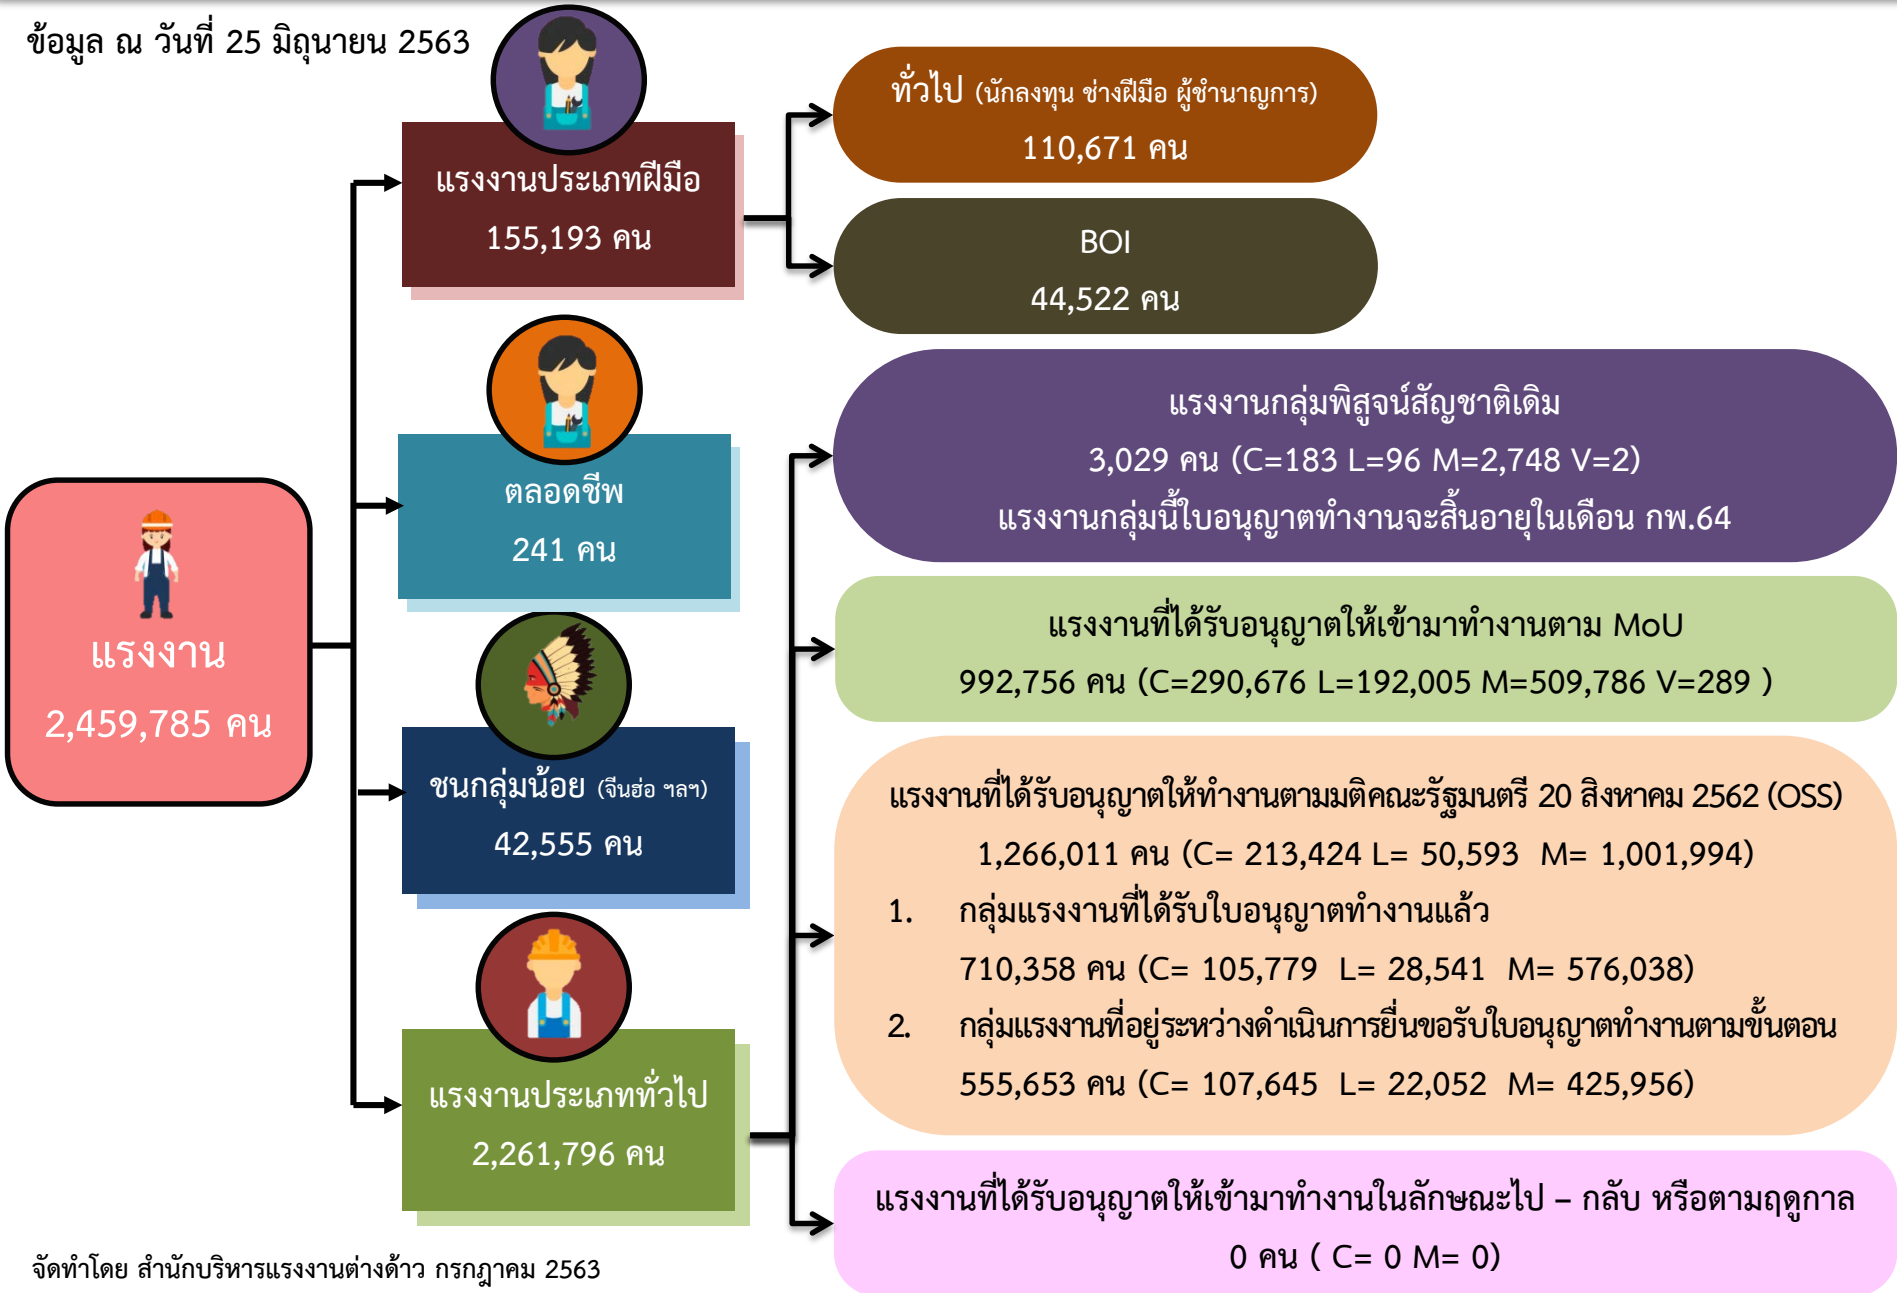 ข้อมูล ณ วันที่ 25 มิถุนายน 2563
แรงงาน
2,459,785 คน
แรงงานประเภทฝีมือ
155,193 คน
ทั่วไป (นักลงทุน ช่างฝีมือ ผู้ชำนาญการ)
110,671 คน
BOI
44,522 คน
ตลอดชีพ
241 คน
ชนกลุ่มน้อย (จีนฮ่อ ฯลฯ)
42,555 คน
แรงงานประเภททั่วไป
2,261,796 คน
แรงงานกลุ่มพิสูจน์สัญชาติเดิม
3,029 คน (C=183 L=96 M=2,748 V=2)
แรงงานกลุ่มนี้ใบอนุญาตทำงานจะสิ้นอายุในเดือน กพ.64
แรงงานที่ได้รับอนุญาตให้เข้ามาทำงานตาม MoU
992,756 คน (C=290,676 L=192,005 M=509,786 V=289 )
แรงงานที่ได้รับอนุญาตให้ทำงานตามมติคณะรัฐมนตรี 20 สิงหาคม 2562 (OSS)
1,266,011 คน (C= 213,424 L= 50,593 M= 1,001,994)
1. กลุ่มแรงงานที่ได้รับใบอนุญาตทำงานแล้ว
710,358 คน (C= 105,779 L= 28,541 M= 576,038)
2. กลุ่มแรงงานที่อยู่ระหว่างดำเนินการยื่นขอรับใบอนุญาตทำงานตามขั้นตอน
555,653 คน (C= 107,645 L= 22,052 M= 425,956)
แรงงานที่ได้รับอนุญาตให้เข้ามาทำงานในลักษณะไป – กลับ หรือตามฤดูกาล
0 คน ( C= 0 M= 0)
จัดทำโดย สำนักบริหารแรงงานต่างด้าว กรกฎาคม 2563